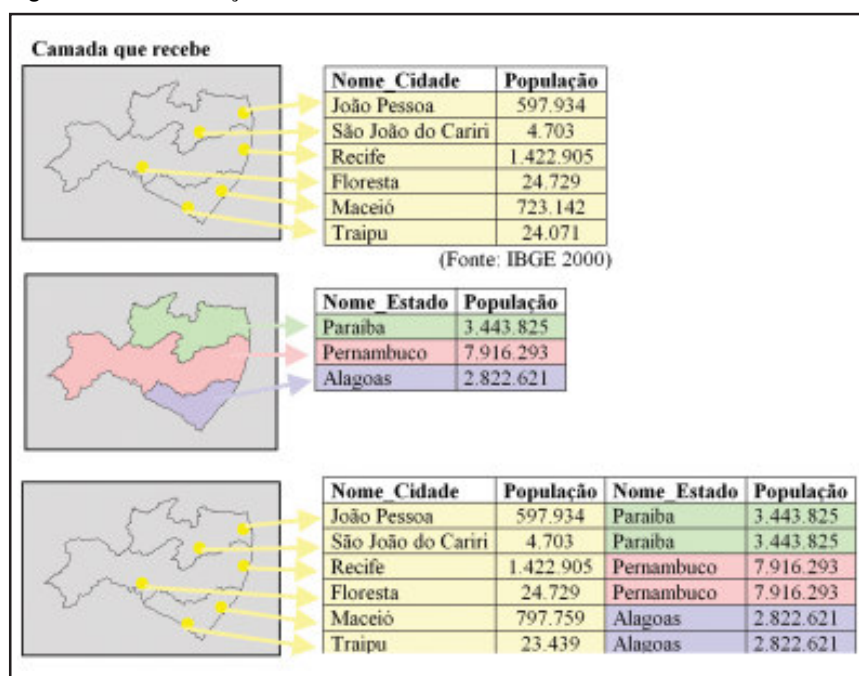 Camada que recebe
Nome_Cidade População
João Pessoa 597.934
São João do Cariri 4.703
Recife 1.422.905
Floresta 24.729
Maceió 723.142
Traipu 24.071
(Fonte: IBGE 2000)
Nome_Estado População
Paraiba 3.443.825
Pernambuco 7.916.293
Alagoas 2.822.621
Nome_Cidade População Nome_Estado População
João Pessoa 597.934 Paraiba 3.443.825
São João do Cariri 4.703 Paraiba 3.443.825
Recife 1.422.905 Pernambuco 7.916.293
Floresta 24.729 Pernambuco 7.916.293
Maceió 797.759 Alagoas 2.822.621
Traipu 23.439 Alagoas 2.822.621